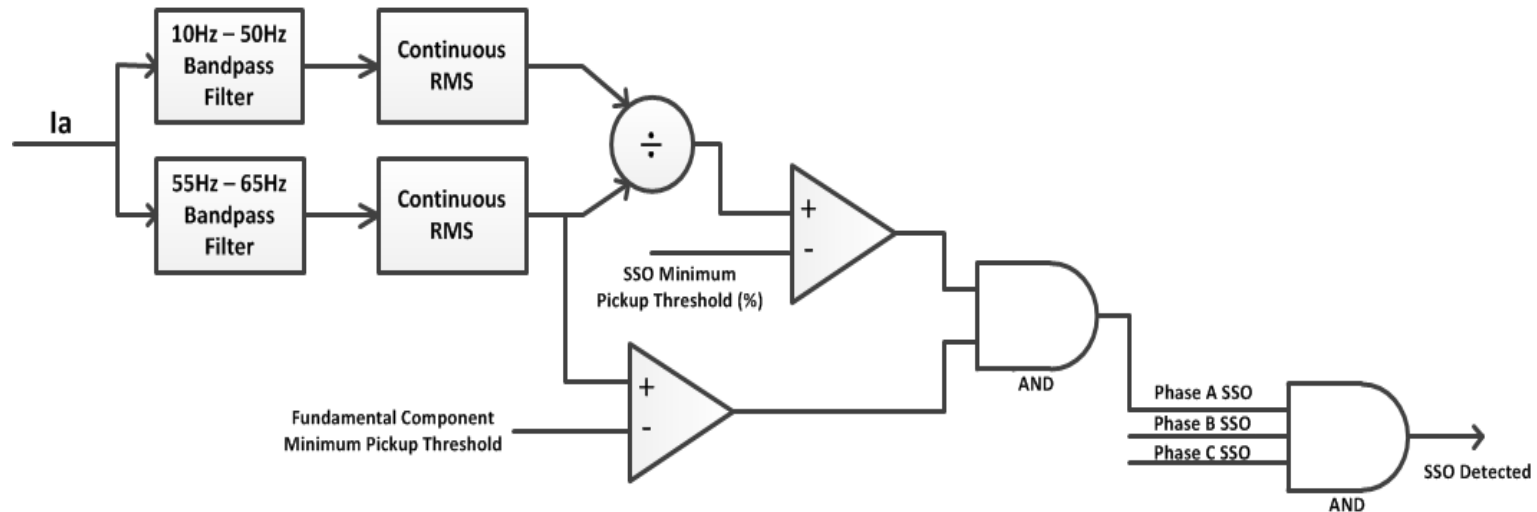 10Hz – 50Hz
Bandpass
Filter
Continuous
RMS
Ia
÷
55Hz – 65Hz
Bandpass
Filter
Continuous
RMS
+
-
SSO Minimum
Pickup Threshold (%)
+
-
Fundamental Component
Minimum Pickup Threshold
AND
Phase A SSO
Phase B SSO
Phase C SSO
SSO Detected
AND